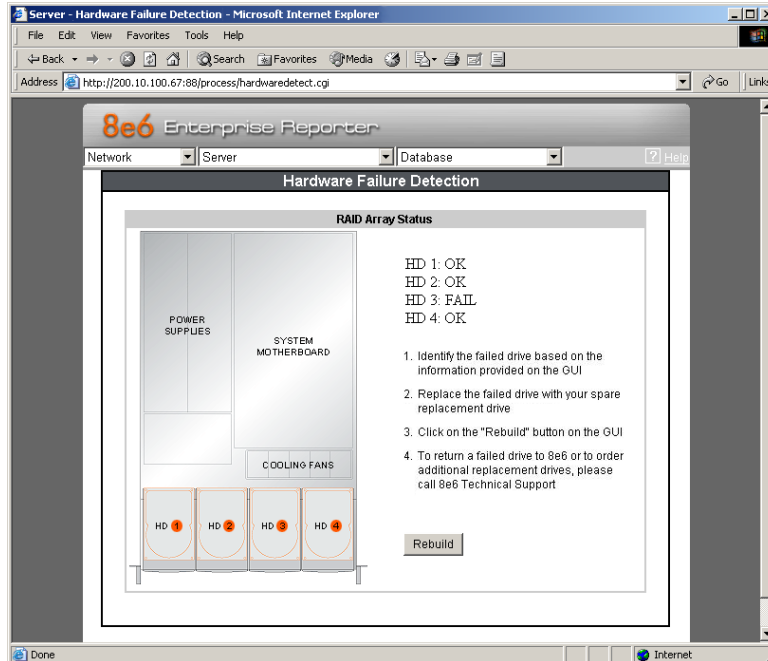 Server - Hardware Failure Detection - Microsoft Internet Explorer
File Edit View Favorites Tools Help
Back Search Favorites Media
Address http://200.10.100.67:88/process/hardwaredetect.cgi Go Links
8e6 Enterprise Reporter
Network Server Database ? Help
Hardware Failure Detection
RAID Array Status
HD 1: OK
HD 2: OK
HD 3: FAIL
HD 4: OK
POWER
SUPPLIES
SYSTEM
MOTHERBOARD
COOLING FANS
HD 1 HD 2 HD 3 HD 4
1. Identify the failed drive based on the
information provided on the GUI
2. Replace the failed drive with your spare
replacement drive
3. Click on the "Rebuild" button on the GUI
4. To return a failed drive to 8e6 or to order
additional replacement drives, please
call 8e6 Technical Support
Rebuild
Done Internet